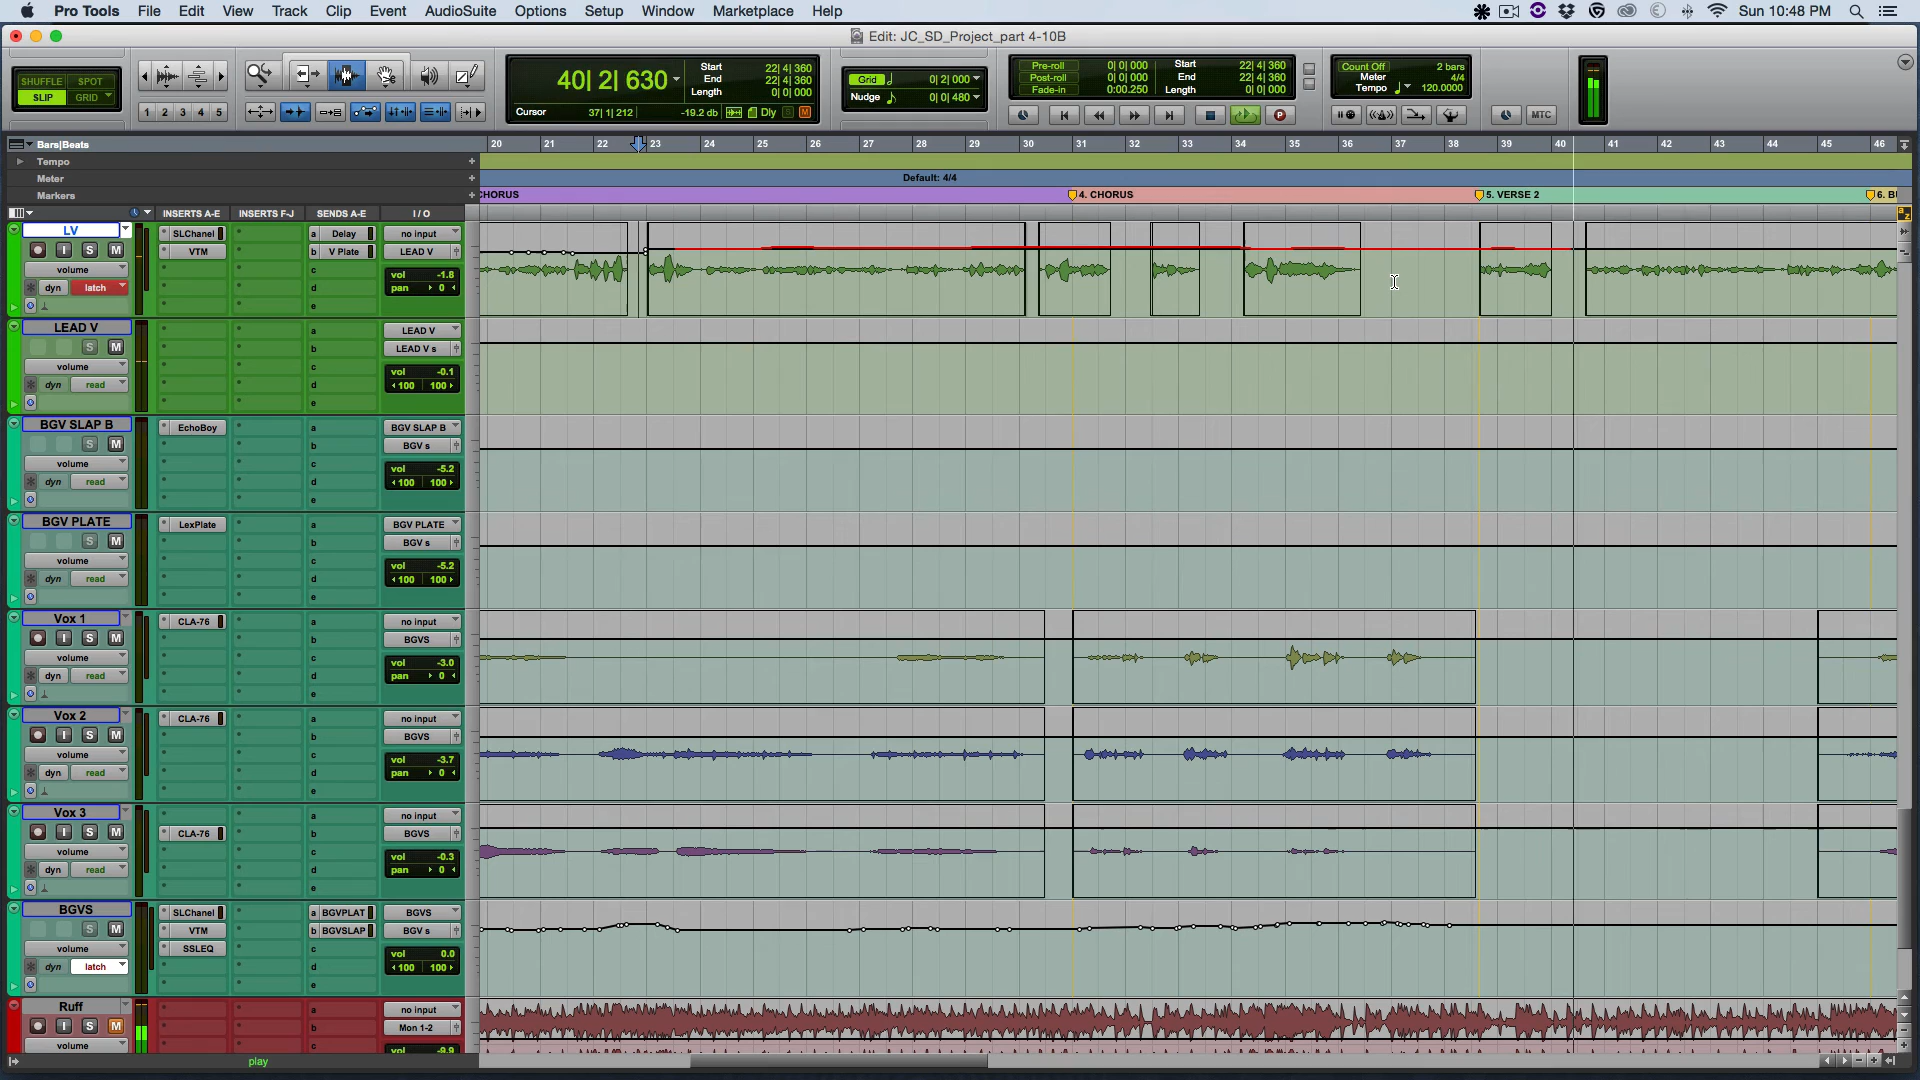 Pro Tools File Edit View Track Clip Event AudioSuite Options Setup Window Marketplace Help Sun 10:48 PM
Edit: JC_SD_Project_part 4-10B
SHUFFLE SPOT
SLIP GRID
1 2 3 4 5
40| 2| 630
Start 22| 4| 360
End 22| 4| 360
Length 0| 0| 000
Cursor 37| 1| 212 -19.2 db Dly S M
Grid 0| 2| 000
Nudge 0| 0| 480
Pre-roll 0| 0| 000 Start 22| 4| 360
Post-roll 0| 0| 000 End 22| 4| 360
Fade-in 0:00.250 Length 0| 0| 000
Count Off 2 bars
Meter 4/4
Tempo 120.0000
MTC
Bars|Beats 20 21 22 23 24 25 26 27 28 29 30 31 32 33 34 35 36 37 38 39 40 41 42 43 44 45 46
Tempo
Meter Default: 4/4
Markers CHORUS 4. CHORUS 5. VERSE 2 6. B
INSERTS A-E INSERTS F-J SENDS A-E I / O
LV SLChanel a Delay no input
I S M VTM b V Plate LEAD V
volume c vol -1.8
dyn latch d pan 0
e
LEAD V a LEAD V
S M b LEAD V s
volume c vol -0.1
dyn read d 100 100
e
BGV SLAP B EchoBoy a BGV SLAP B
S M b BGV s
volume c vol -5.2
dyn read d 100 100
e
BGV PLATE LexPlate a BGV PLATE
S M b BGV s
volume c vol -5.2
dyn read d 100 100
e
Vox 1 CLA-76 a no input
I S M b BGVS
volume c vol -3.0
dyn read d pan 0
e
Vox 2 CLA-76 a no input
I S M b BGVS
volume c vol -3.7
dyn read d pan 0
e
Vox 3 a no input
I S M CLA-76 b BGVS
volume c vol -0.3
dyn read d pan 0
e
BGVS SLChanel a BGVPLAT BGVS
S M VTM b BGVSLAP BGV s
volume SSLEQ c vol 0.0
dyn latch d 100 100
e
Ruff a no input
I S M b Mon 1-2
volume c vol -9.9
play